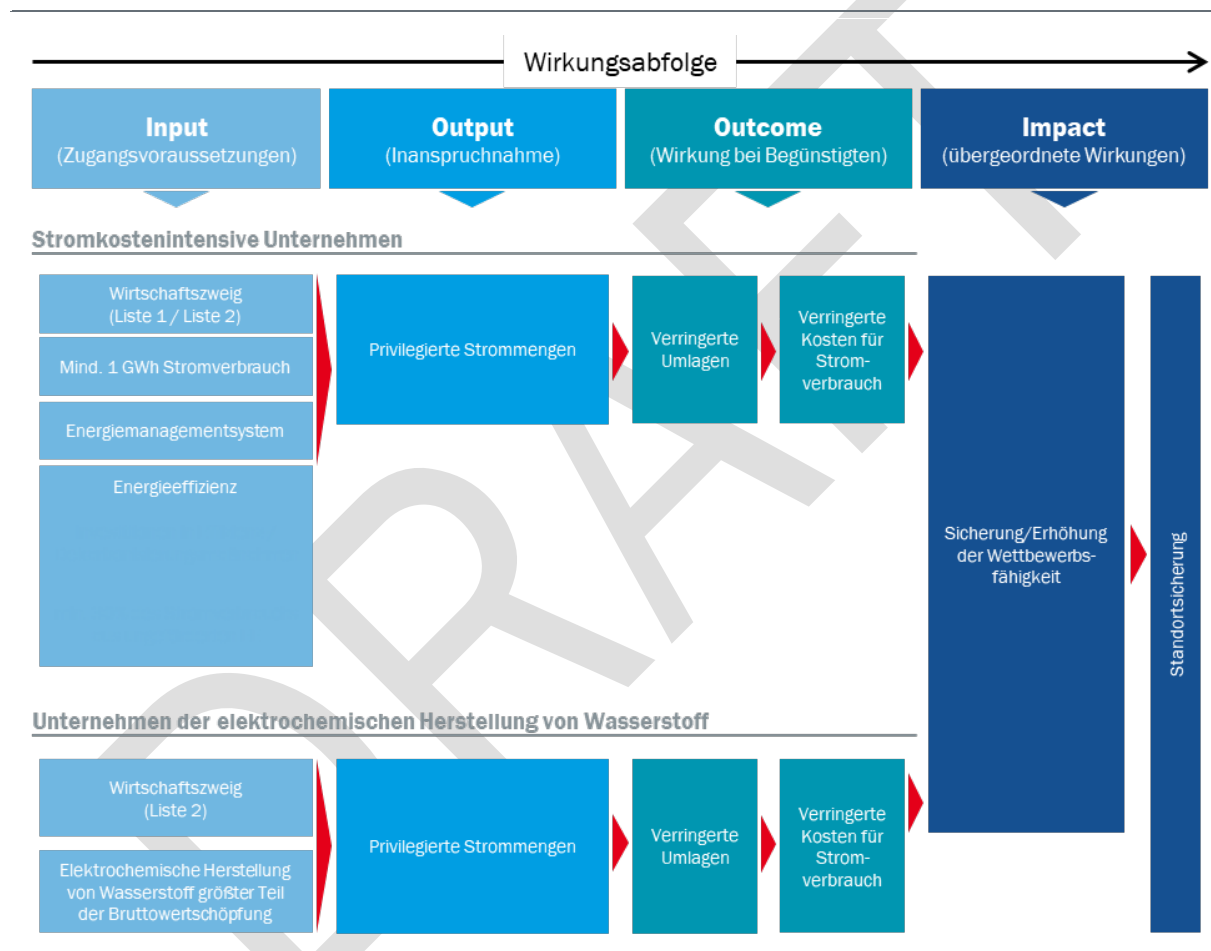 Wirkungsabfolge
Input
(Zugangsvoraussetzungen)
Output
(Inanspruchnahme)
Outcome
(Wirkung bei Begünstigten)
Impact
(übergeordnete Wirkungen)
Stromkostenintensive Unternehmen
Wirtschaftszweig
(Liste 1 / Liste 2)
Mind. 1 GWh Stromverbrauch
Energiemanagementsystem
Energieeffizienz
Privilegierte Strommengen
Verringerte
Umlagen
Verringerte
Kosten für
Strom-
verbrauch
Sicherung/Erhöhung
der Wettbewerbs-
fähigkeit
Standortsicherung
Unternehmen der elektrochemischen Herstellung von Wasserstoff
Wirtschaftszweig
(Liste 2)
Elektrochemische Herstellung
von Wasserstoff größter Teil
der Bruttowertschöpfung
Privilegierte Strommengen
Verringerte
Umlagen
Verringerte
Kosten für
Strom-
verbrauch
DRAFT